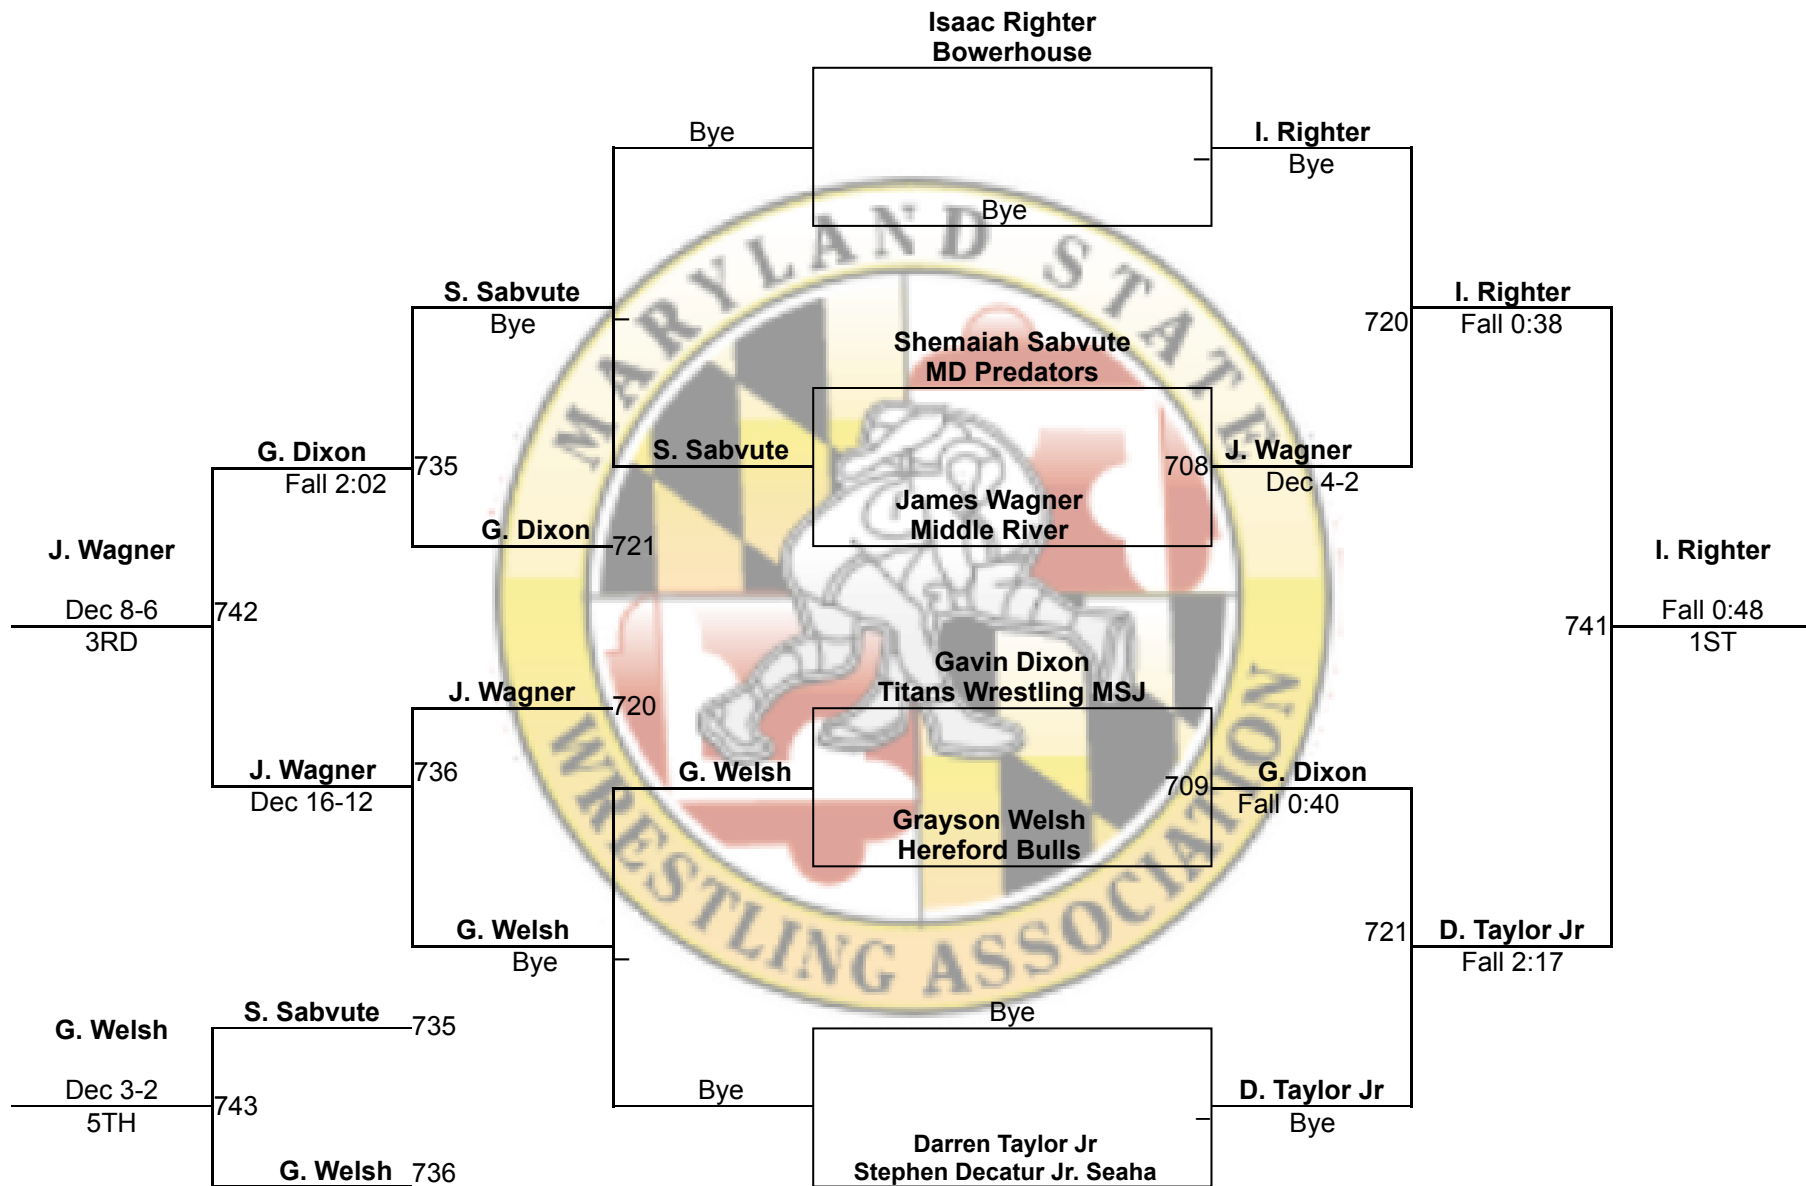 Isaac Righter
Bowerhouse
Bye
I. Righter
Bye
Bye
MARYLAND STATE
WRESTLING ASSOCIATION
S. Sabvute
Bye
I. Righter
Fall 0:38
720
Shemaiah Sabvute
MD Predators
G. Dixon
Fall 2:02
735
S. Sabvute
708
J. Wagner
Dec 4-2
James Wagner
Middle River
G. Dixon
721
J. Wagner
Dec 8-6
3RD
742
I. Righter
Fall 0:48
1ST
741
Gavin Dixon
Titans Wrestling MSJ
J. Wagner
720
J. Wagner
Dec 16-12
736
G. Welsh
709
G. Dixon
Fall 0:40
Grayson Welsh
Hereford Bulls
G. Welsh
Bye
721
D. Taylor Jr
Fall 2:17
S. Sabvute
735
Bye
G. Welsh
Dec 3-2
5TH
743
Bye
D. Taylor Jr
Bye
Darren Taylor Jr
Stephen Decatur Jr. Seaha
G. Welsh
736